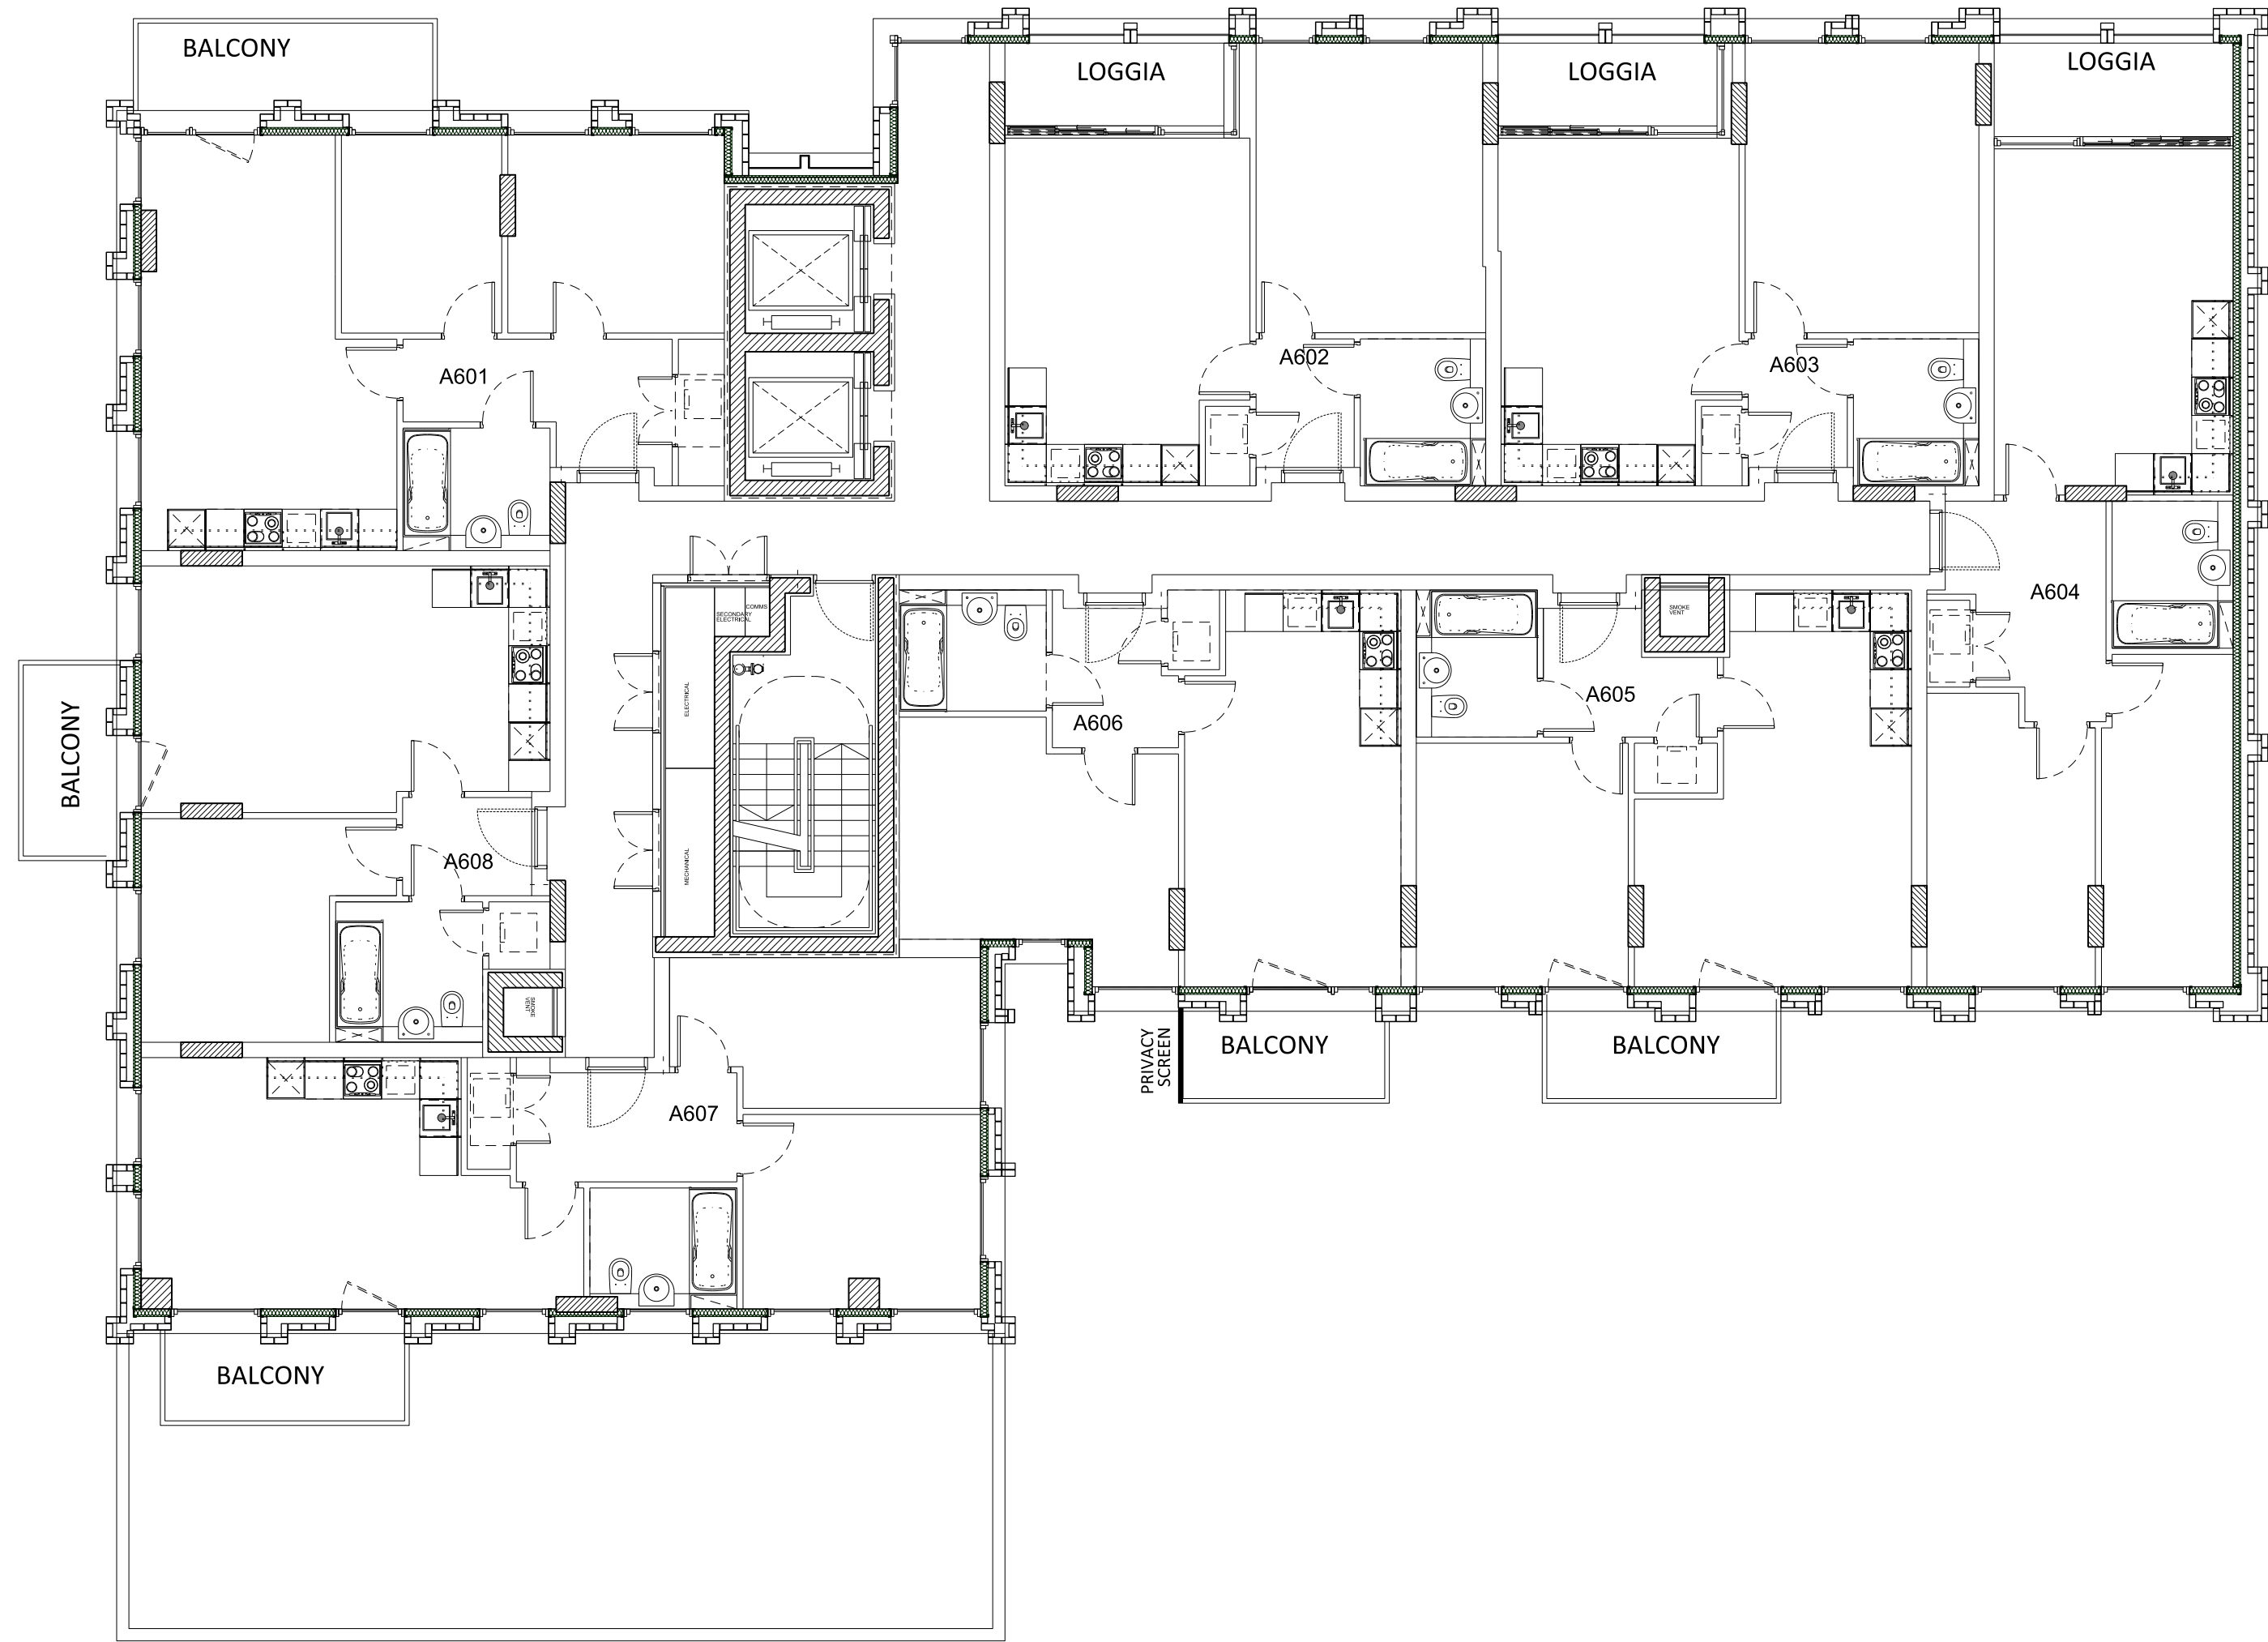 BALCONY
LOGGIA
LOGGIA
LOGGIA
A601
A602
A603
A604
COMMS
SECONDARY
ELECTRICAL
SMOKE
VENT
ELECTRICAL
BALCONY
A605
A606
A608
MECHANICAL
SMOKE
VENT
PRIVACY
SCREEN
BALCONY
BALCONY
A607
BALCONY